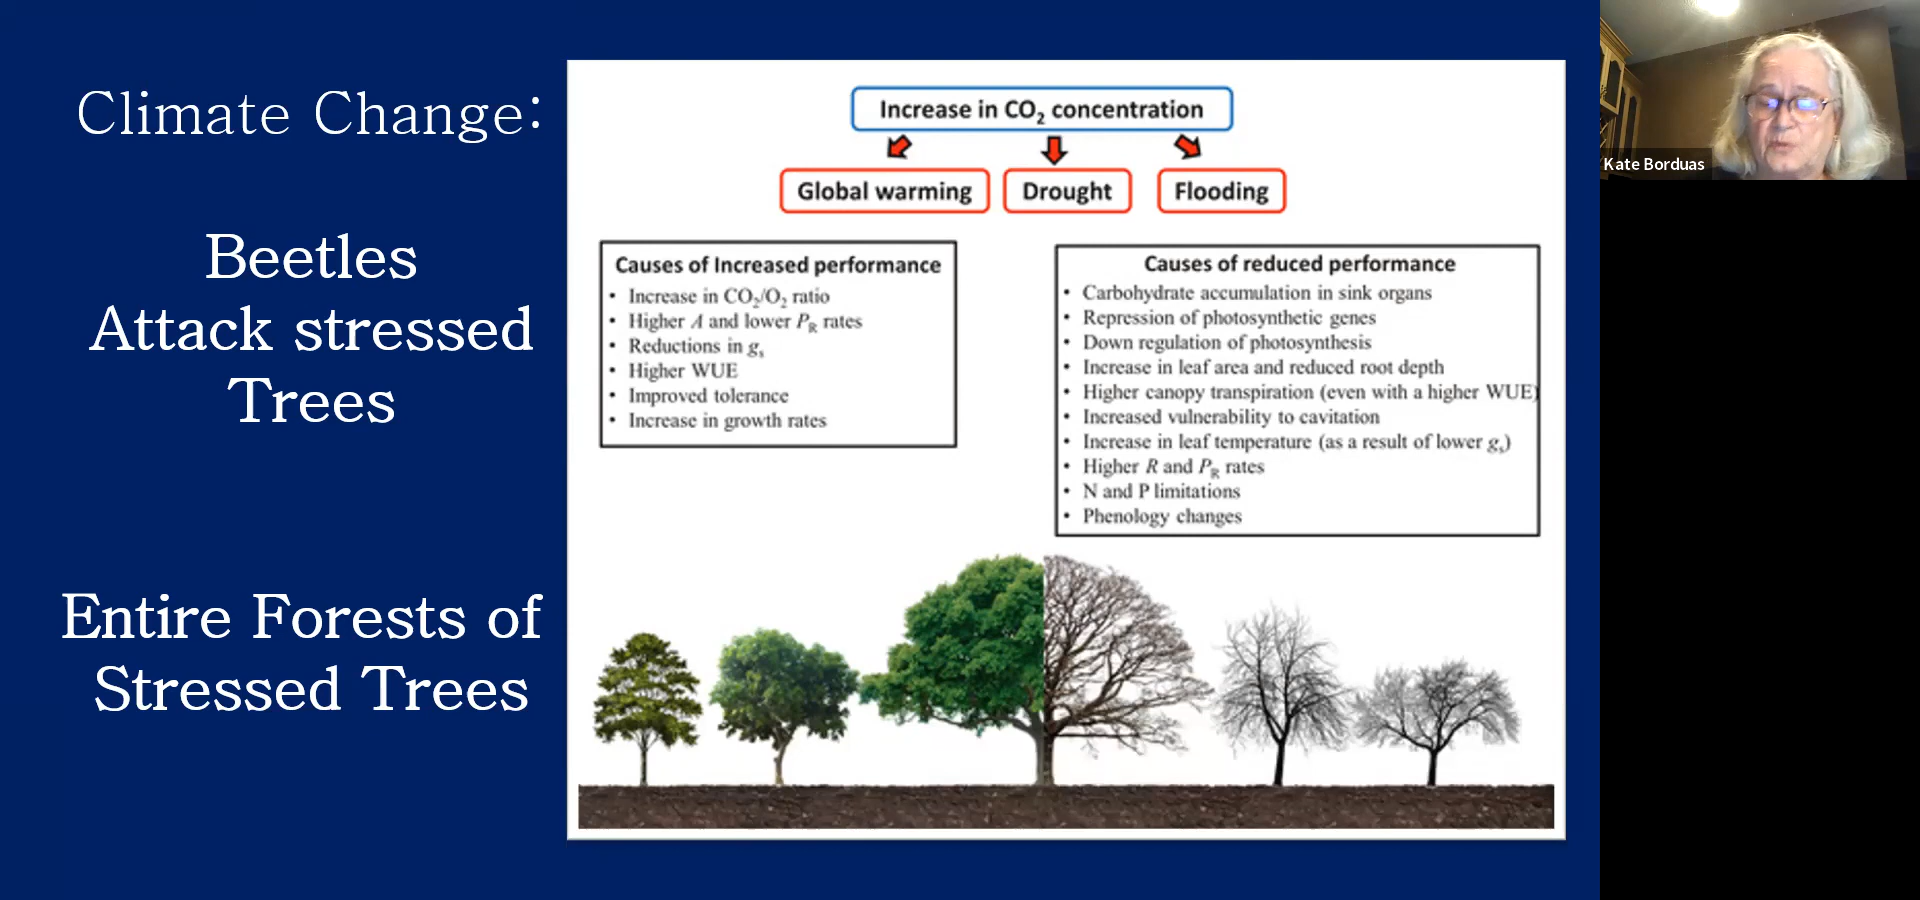 Climate Change:
Beetles
Attack stressed
Trees
Entire Forests of
Stressed Trees
Increase in CO₂ concentration
Global warming
Drought
Flooding
Causes of Increased performance
• Increase in CO₂/O₂ ratio
• Higher A and lower P_R rates
• Reductions in g_s
• Higher WUE
• Improved tolerance
• Increase in growth rates
Causes of reduced performance
• Carbohydrate accumulation in sink organs
• Repression of photosynthetic genes
• Down regulation of photosynthesis
• Increase in leaf area and reduced root depth
• Higher canopy transpiration (even with a higher WUE)
• Increased vulnerability to cavitation
• Increase in leaf temperature (as a result of lower g_s)
• Higher R and P_R rates
• N and P limitations
• Phenology changes
Kate Borduas